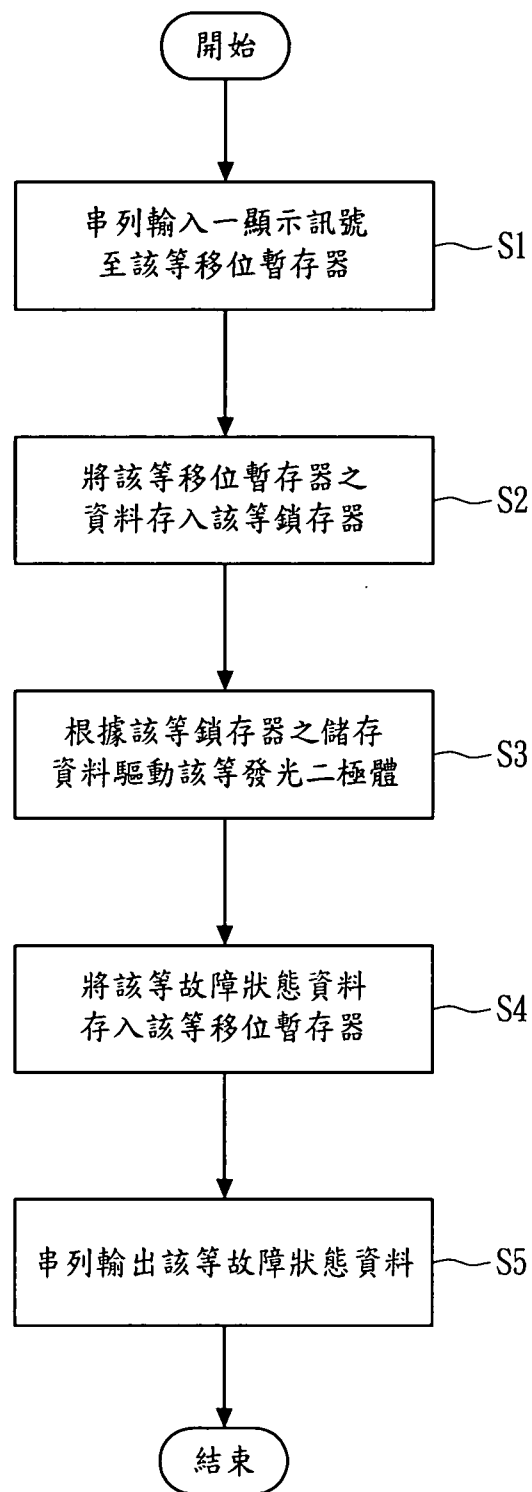 開始
串列輸入一顯示訊號
至該等移位暫存器
S1
將該等移位暫存器之
資料存入該等鎖存器
S2
根據該等鎖存器之儲存
資料驅動該等發光二極體
S3
將該等故障狀態資料
存入該等移位暫存器
S4
串列輸出該等故障狀態資料
S5
結束